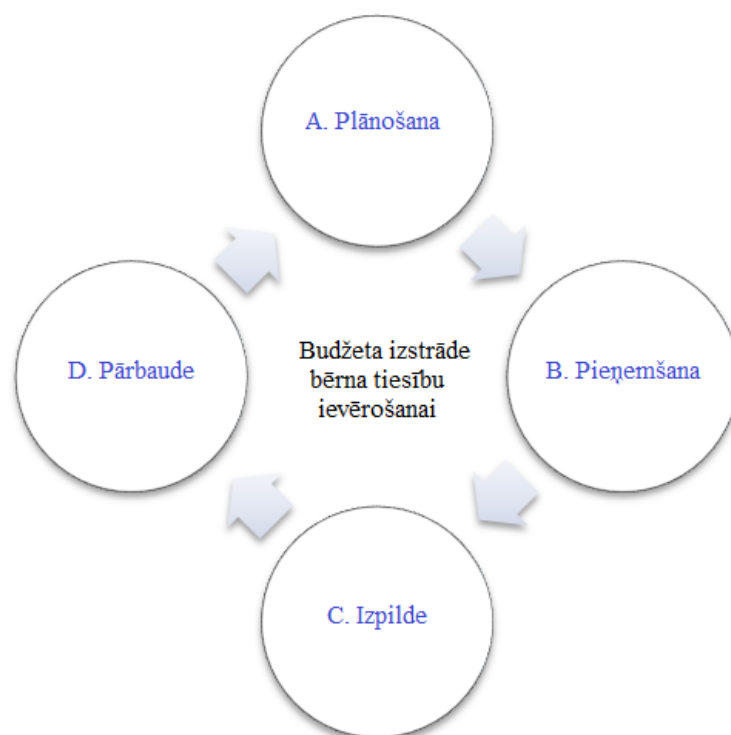 A. Plānošana
D. Pārbaude
Budžeta izstrāde
bērna tiesību
ievērošanai
B. Pieņemšana
C. Izpilde